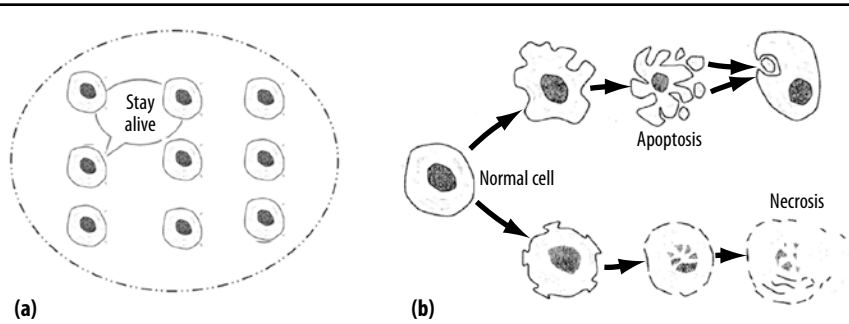 Stay
alive
Apoptosis
Normal cell
Necrosis
(a)
(b)